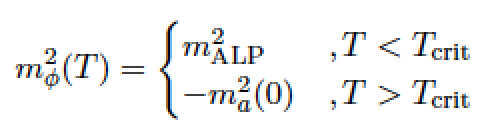 m_ϕ^2(T) = { m_ALP^2 , T < T_crit
-m_a^2(0) , T > T_crit